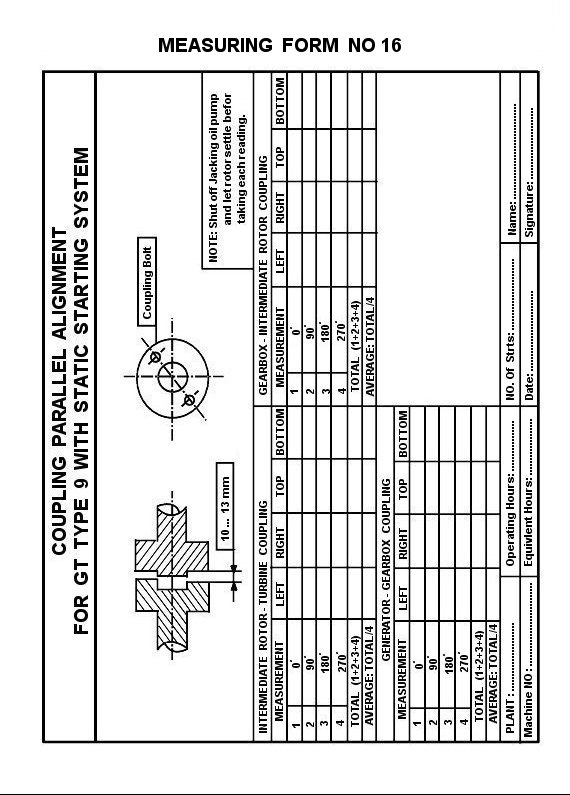 MEASURING FORM NO 16
COUPLING PARALLEL ALIGNMENT
FOR GT TYPE 9 WITH STATIC STARTING SYSTEM
10 ... 13 mm
Coupling Bolt
NOTE: Shut off Jacking oil pump
and let rotor settle befor
taking each reading.
INTERMEDIATE ROTOR - TURBINE COUPLING
MEASUREMENT LEFT RIGHT TOP BOTTOM
1 0°
2 90°
3 180°
4 270°
TOTAL (1+2+3+4)
AVERAGE: TOTAL/4
GEARBOX - INTERMEDIATE ROTOR COUPLING
MEASUREMENT LEFT RIGHT TOP BOTTOM
1 0°
2 90°
3 180°
4 270°
TOTAL (1+2+3+4)
AVERAGE: TOTAL/4
GENERATOR - GEARBOX COUPLING
MEASUREMENT LEFT RIGHT TOP BOTTOM
1 0°
2 90°
3 180°
4 270°
TOTAL (1+2+3+4)
AVERAGE: TOTAL/4
PLANT :.................... Operating Hours:.................... NO. Of Strts:.................... Name:....................
Machine NO :.................... Equivlent Hours:.................... Date:.................... Signature:....................